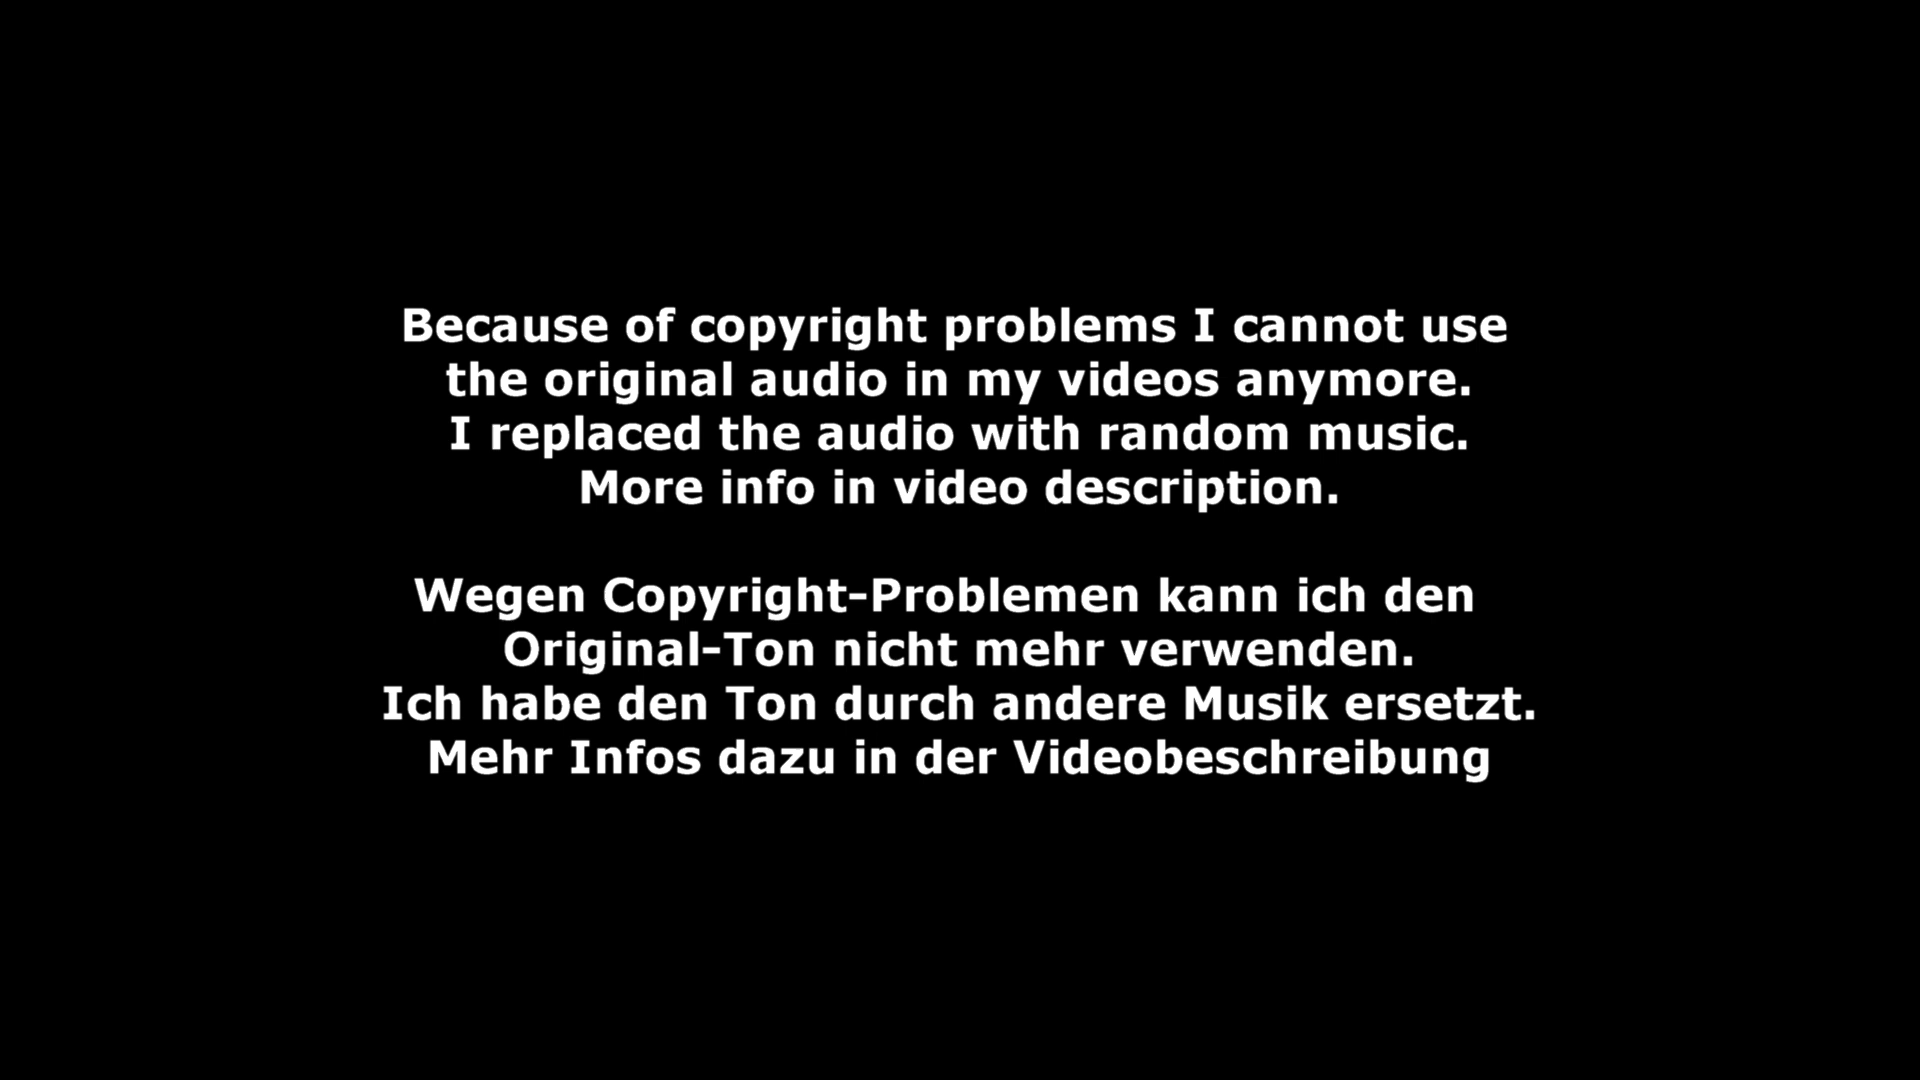 Because of copyright problems I cannot use
the original audio in my videos anymore.
I replaced the audio with random music.
More info in video description.
Wegen Copyright-Problemen kann ich den
Original-Ton nicht mehr verwenden.
Ich habe den Ton durch andere Musik ersetzt.
Mehr Infos dazu in der Videobeschreibung